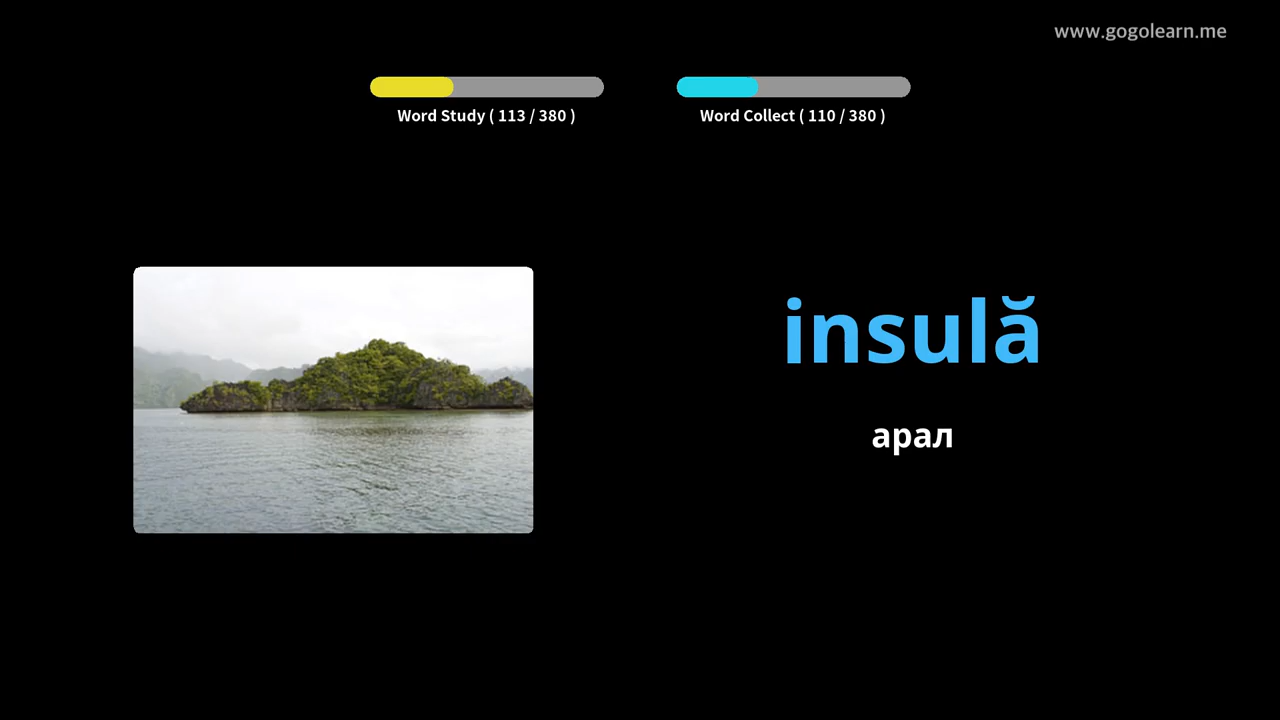 www.gogolearn.me
Word Study ( 113 / 380 )
Word Collect ( 110 / 380 )
insulă
арал